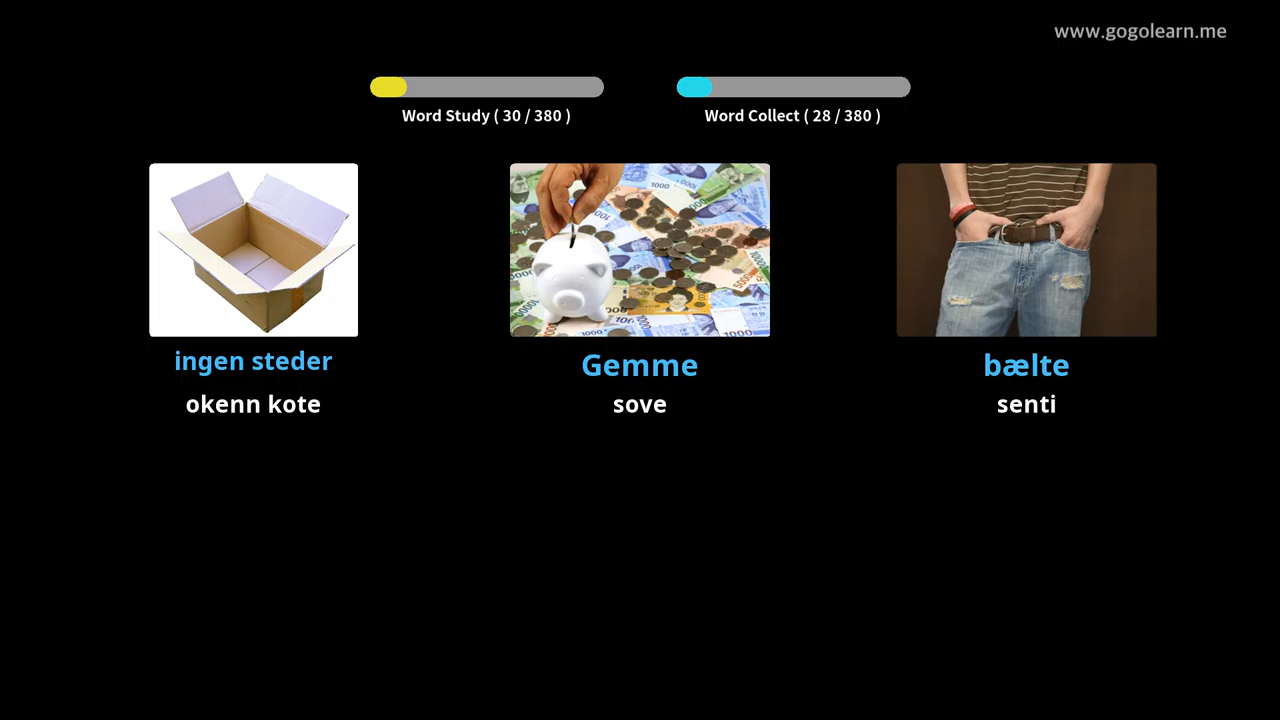 www.gogolearn.me
Word Study ( 30 / 380 )
Word Collect ( 28 / 380 )
ingen steder
Gemme
bælte
okenn kote
sove
senti